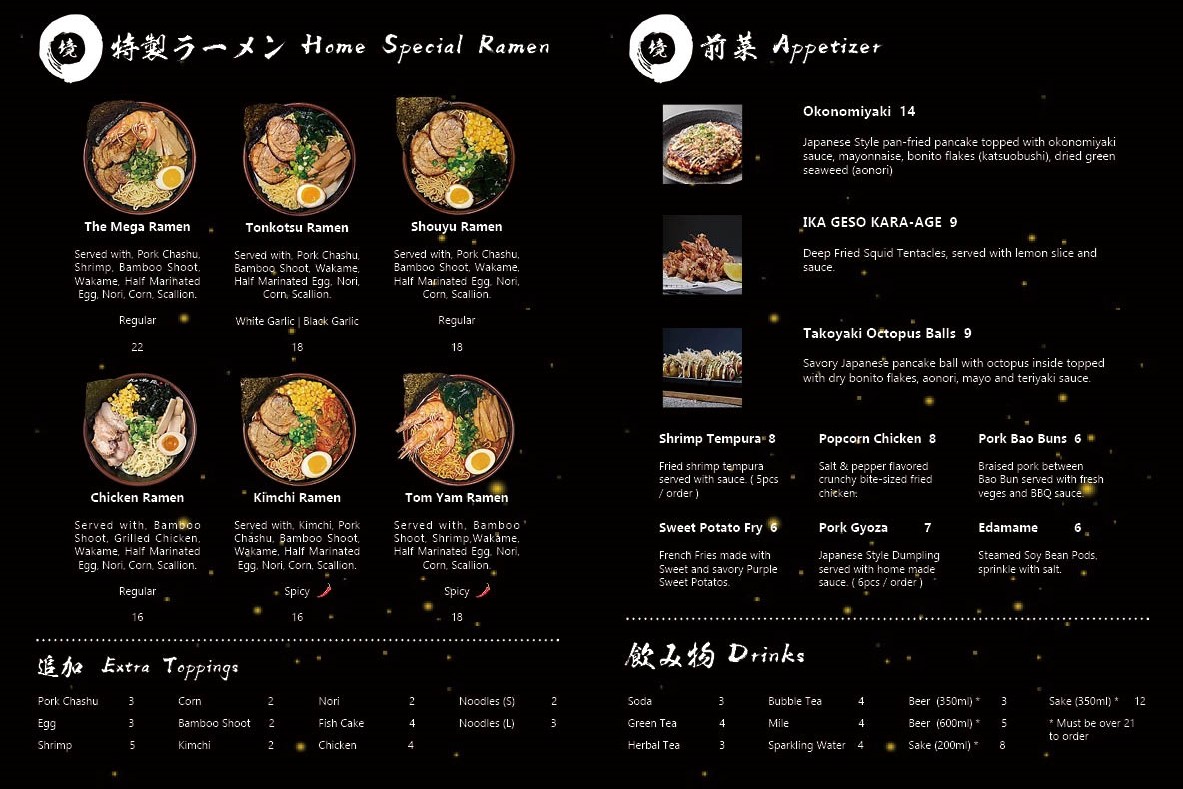 境 特製ラーメン Home Special Ramen
The Mega Ramen
Served with, Pork Chashu,
Shrimp, Bamboo Shoot,
Wakame, Half Marinated
Egg, Nori, Corn, Scallion.
Regular
22
Tonkotsu Ramen
Served with, Pork Chashu,
Bamboo Shoot, Wakame,
Half Marinated Egg, Nori,
Corn, Scallion.
White Garlic | Black Garlic
18
Shouyu Ramen
Served with, Pork Chashu,
Bamboo Shoot, Wakame,
Half Marinated Egg, Nori,
Corn, Scallion.
Regular
18
Chicken Ramen
Served with, Bamboo
Shoot, Grilled Chicken,
Wakame, Half Marinated
Egg, Nori, Corn, Scallion.
Regular
16
Kimchi Ramen
Served with, Kimchi, Pork
Chashu, Bamboo Shoot,
Wakame, Half Marinated
Egg, Nori, Corn, Scallion.
Spicy
16
Tom Yam Ramen
Served with, Bamboo
Shoot, Shrimp,Wakame,
Half Marinated Egg, Nori,
Corn, Scallion.
Spicy
18
追加 Extra Toppings
Pork Chashu 3 Corn 2 Nori 2 Noodles (S) 2
Egg 3 Bamboo Shoot 2 Fish Cake 4 Noodles (L) 3
Shrimp 5 Kimchi 2 Chicken 4
境 前菜 Appetizer
Okonomiyaki 14
Japanese Style pan-fried pancake topped with okonomiyaki
sauce, mayonnaise, bonito flakes (katsuobushi), dried green
seaweed (aonori)
IKA GESO KARA-AGE 9
Deep Fried Squid Tentacles, served with lemon slice and
sauce.
Takoyaki Octopus Balls 9
Savory Japanese pancake ball with octopus inside topped
with dry bonito flakes, aonori, mayo and teriyaki sauce.
Shrimp Tempura 8
Fried shrimp tempura
served with sauce. ( 5pcs
/ order )
Popcorn Chicken 8
Salt & pepper flavored
crunchy bite-sized fried
chicken.
Pork Bao Buns 6
Braised pork between
Bao Bun served with fresh
veges and BBQ sauce.
Sweet Potato Fry 6
French Fries made with
Sweet and savory Purple
Sweet Potatos.
Pork Gyoza 7
Japanese Style Dumpling
served with home made
sauce. ( 6pcs / order )
Edamame 6
Steamed Soy Bean Pods,
sprinkle with salt.
飲み物 Drinks
Soda 3 Bubble Tea 4 Beer (350ml) * 3 Sake (350ml) * 12
Green Tea 4 Mile 4 Beer (600ml) * 5 * Must be over 21
to order
Herbal Tea 3 Sparkling Water 4 Sake (200ml) * 8